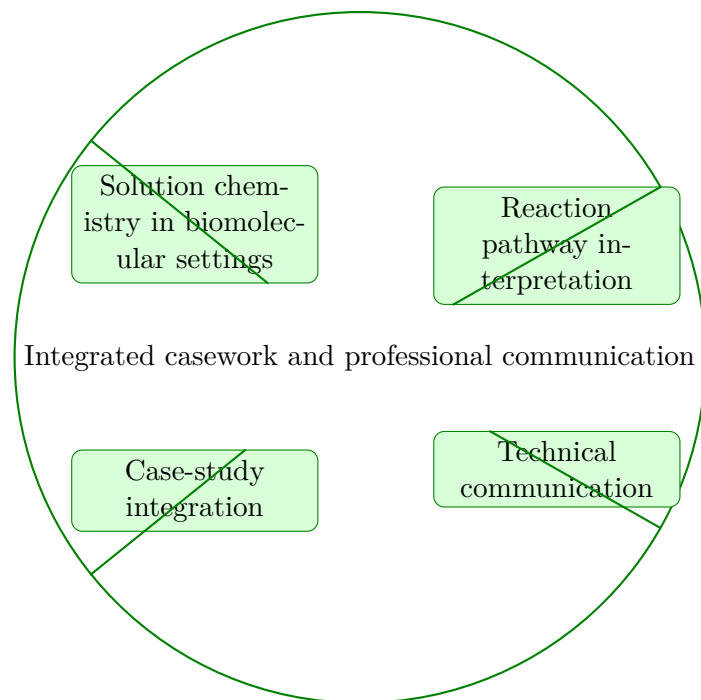 Solution chem-
istry in biomolec-
ular settings
Reaction
pathway in-
terpretation
Integrated casework and professional communication
Case-study
integration
Technical
communication